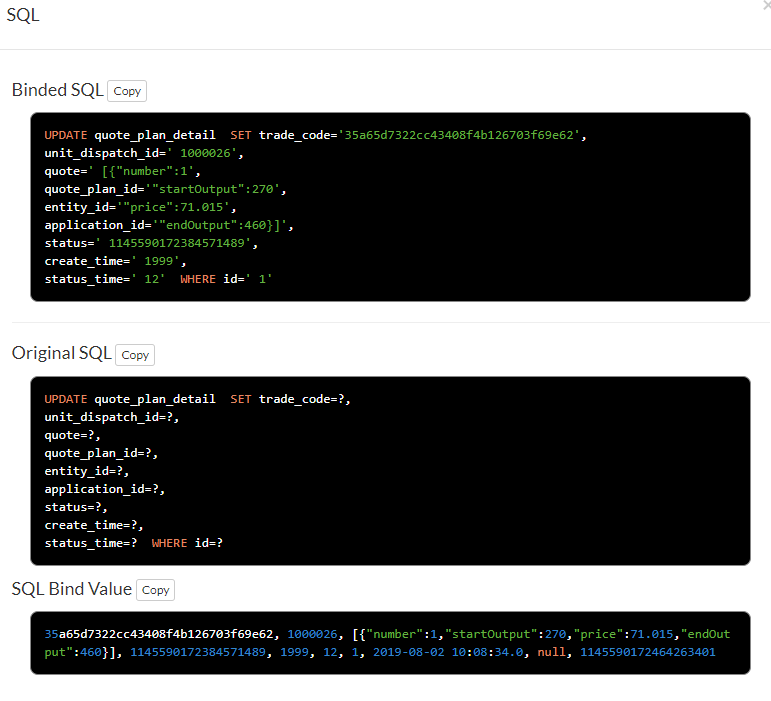 SQL
Binded SQL Copy
UPDATE quote_plan_detail  SET trade_code='35a65d7322cc43408f4b126703f69e62',
unit_dispatch_id=' 1000026',
quote=' [{"number":1',
quote_plan_id='"startOutput":270',
entity_id='"price":71.015',
application_id='"endOutput":460}]',
status=' 1145590172384571489',
create_time=' 1999',
status_time=' 12'  WHERE id=' 1'
Original SQL Copy
UPDATE quote_plan_detail  SET trade_code=?,
unit_dispatch_id=?,
quote=?,
quote_plan_id=?,
entity_id=?,
application_id=?,
status=?,
create_time=?,
status_time=?  WHERE id=?
SQL Bind Value Copy
35a65d7322cc43408f4b126703f69e62, 1000026, [{"number":1,"startOutput":270,"price":71.015,"endOut
put":460}], 1145590172384571489, 1999, 12, 1, 2019-08-02 10:08:34.0, null, 1145590172464263401